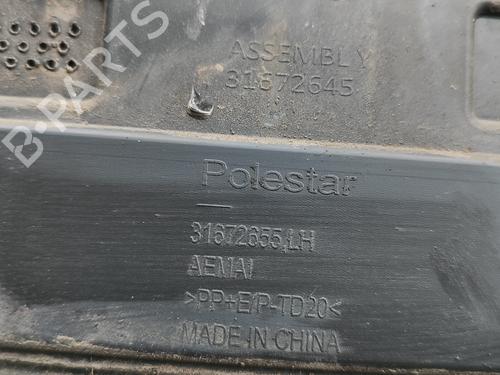 B-PARTS
ASSEMBLY
31672645
Polestar
31672655,LH
AEMAI
>PP+E/P-TD20<
MADE IN CHINA